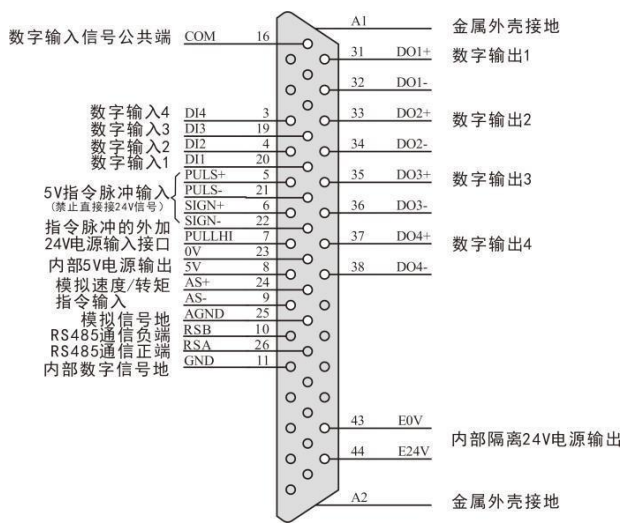 A1 金属外壳接地
数字输入信号公共端 COM 16
31 DO1+ 数字输出1
32 DO1-
数字输入4 DI4 3
33 DO2+ 数字输出2
数字输入3 DI3 19
数字输入2 DI2 4
34 DO2-
数字输入1 DI1 20
PULS+ 5
35 DO3+ 数字输出3
5V指令脉冲输入 PULS- 21
(禁止直接接24V信号) SIGN+ 6
36 DO3-
指令脉冲的外加 SIGN- 22
24V电源输入接口 PULLHI 7
37 DO4+ 数字输出4
0V 23
内部5V电源输出 5V 8
38 DO4-
模拟速度/转矩 AS+ 24
指令输入 AS- 9
模拟信号地 AGND 25
RS485通信负端 RSB 10
RS485通信正端 RSA 26
内部数字信号地 GND 11
43 E0V
内部隔离24V电源输出
44 E24V
A2 金属外壳接地